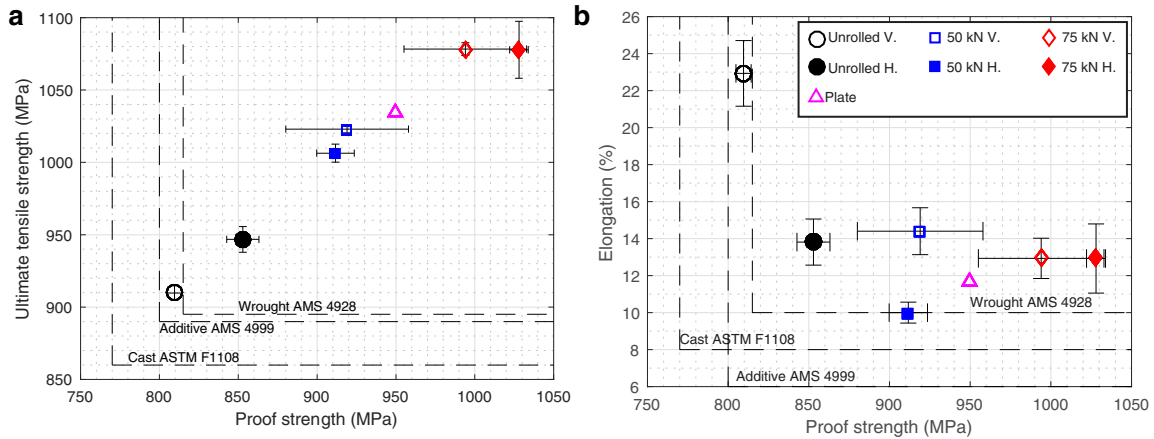 a
1100
1050
1000
950
900
850
Ultimate tensile strength (MPa)
Wrought AMS 4928
Additive AMS 4999
Cast ASTM F1108
750
800
850
900
950
1000
1050
Proof strength (MPa)
b
26
24
22
20
18
16
14
12
10
8
6
Elongation (%)
Unrolled V.
50 kN V.
75 kN V.
Unrolled H.
50 kN H.
75 kN H.
Plate
Wrought AMS 4928
Cast ASTM F1108
Additive AMS 4999
750
800
850
900
950
1000
1050
Proof strength (MPa)